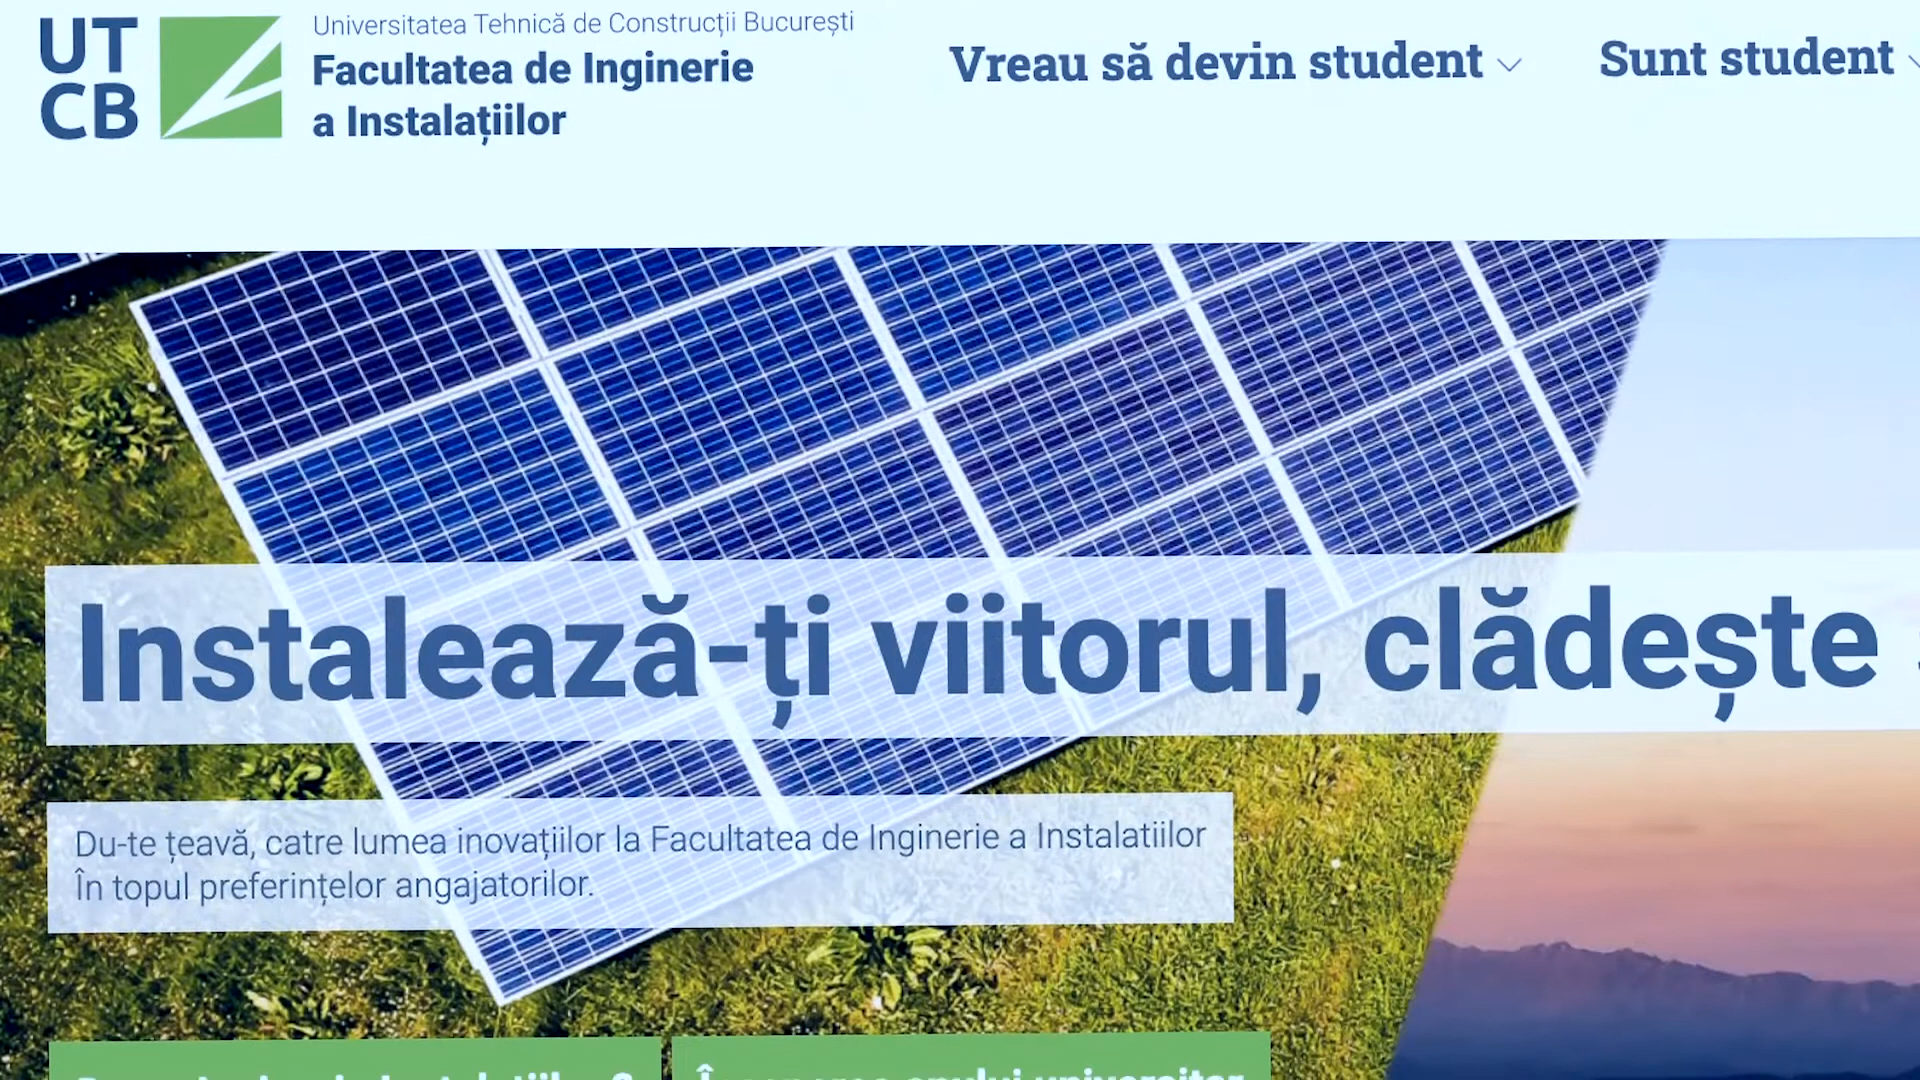 UT
CB
Universitatea Tehnică de Construcții București
Facultatea de Inginerie
a Instalațiilor
Vreau să devin student
Sunt student
Instalează-ți viitorul, clădește
Du-te țeavă, catre lumea inovațiilor la Facultatea de Inginerie a Instalatiilor
În topul preferințelor angajatorilor.